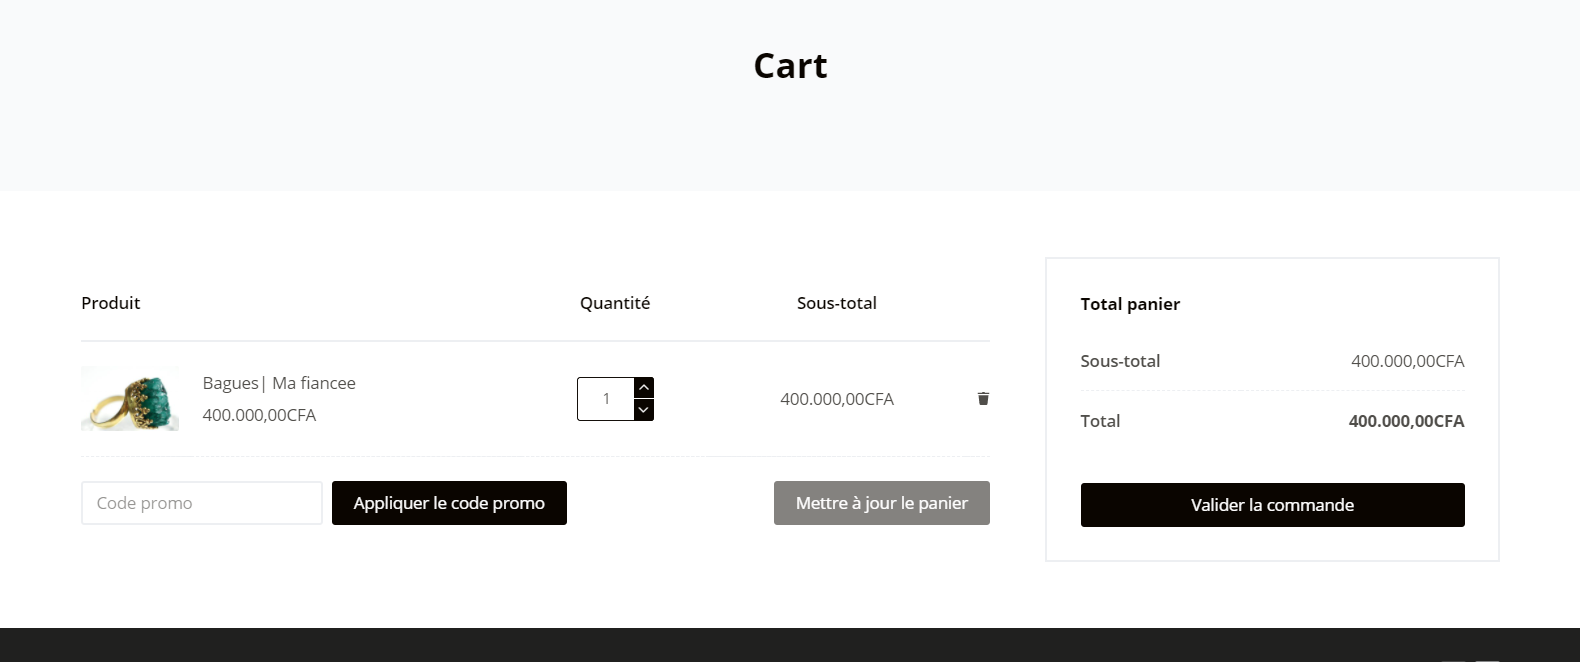 Cart
Produit
Quantité
Sous-total
Bagues| Ma fiancee
400.000,00CFA
1
400.000,00CFA
Code promo
Appliquer le code promo
Mettre à jour le panier
Total panier
Sous-total
400.000,00CFA
Total
400.000,00CFA
Valider la commande